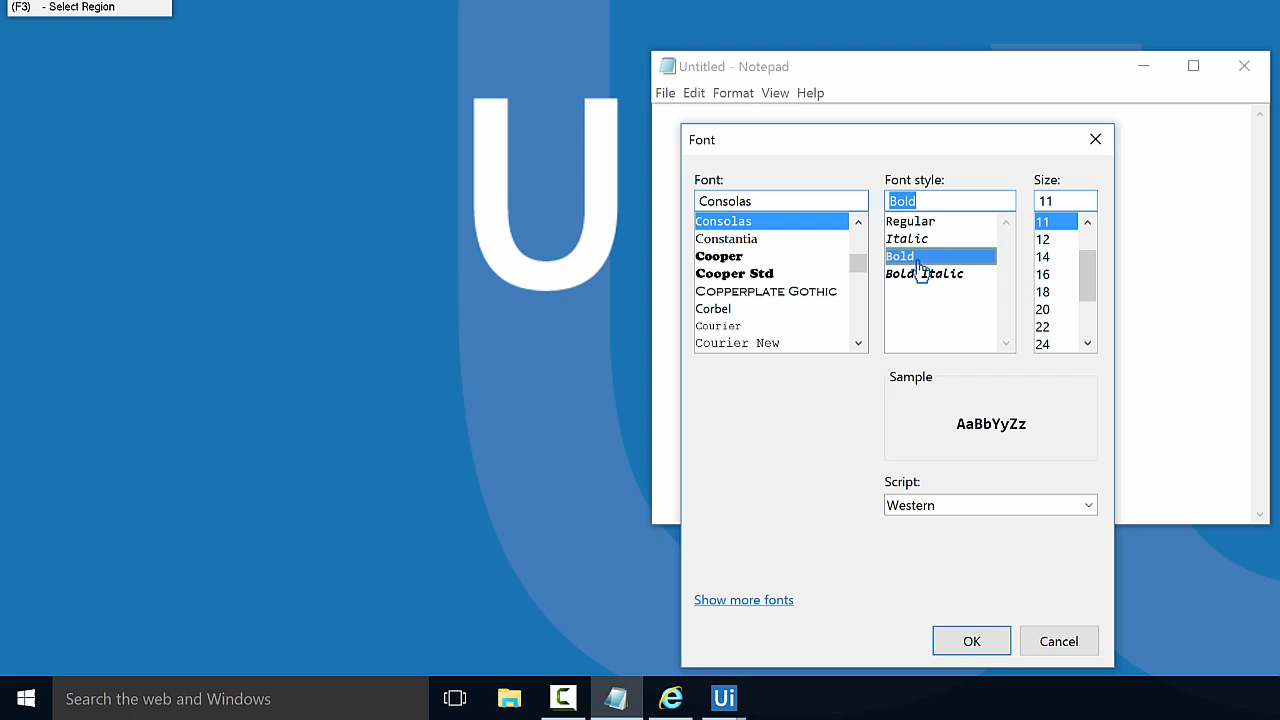 (F3) - Select Region
U
Untitled - Notepad
File Edit Format View Help
Font
Font: Font style: Size:
Consolas Bold 11
Consolas Regular 11
Constantia Italic 12
Cooper Bold 14
Cooper Std Bold Italic 16
Copperplate Gothic 18
Corbel 20
Courier 22
Courier New 24
Sample
AaBbYyZz
Script:
Western
Show more fonts
OK Cancel
Search the web and Windows
Ui